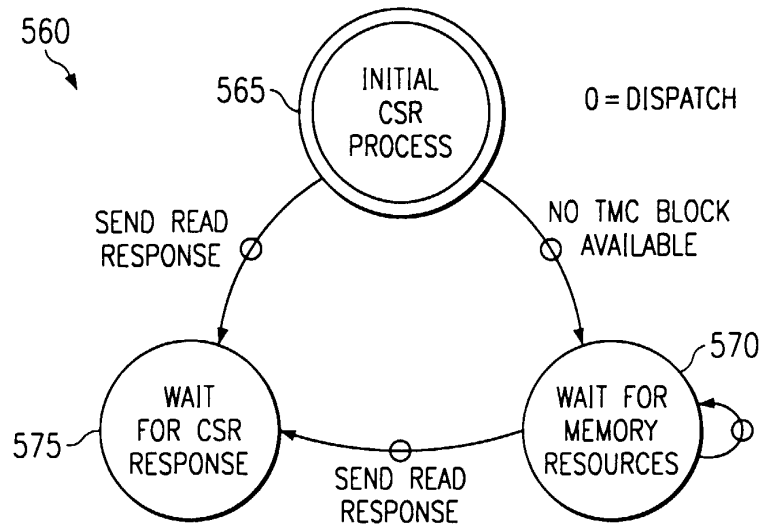 560
565
INITIAL
CSR
PROCESS
O = DISPATCH
SEND READ
RESPONSE
NO TMC BLOCK
AVAILABLE
570
575
WAIT
FOR CSR
RESPONSE
WAIT FOR
MEMORY
RESOURCES
SEND READ
RESPONSE